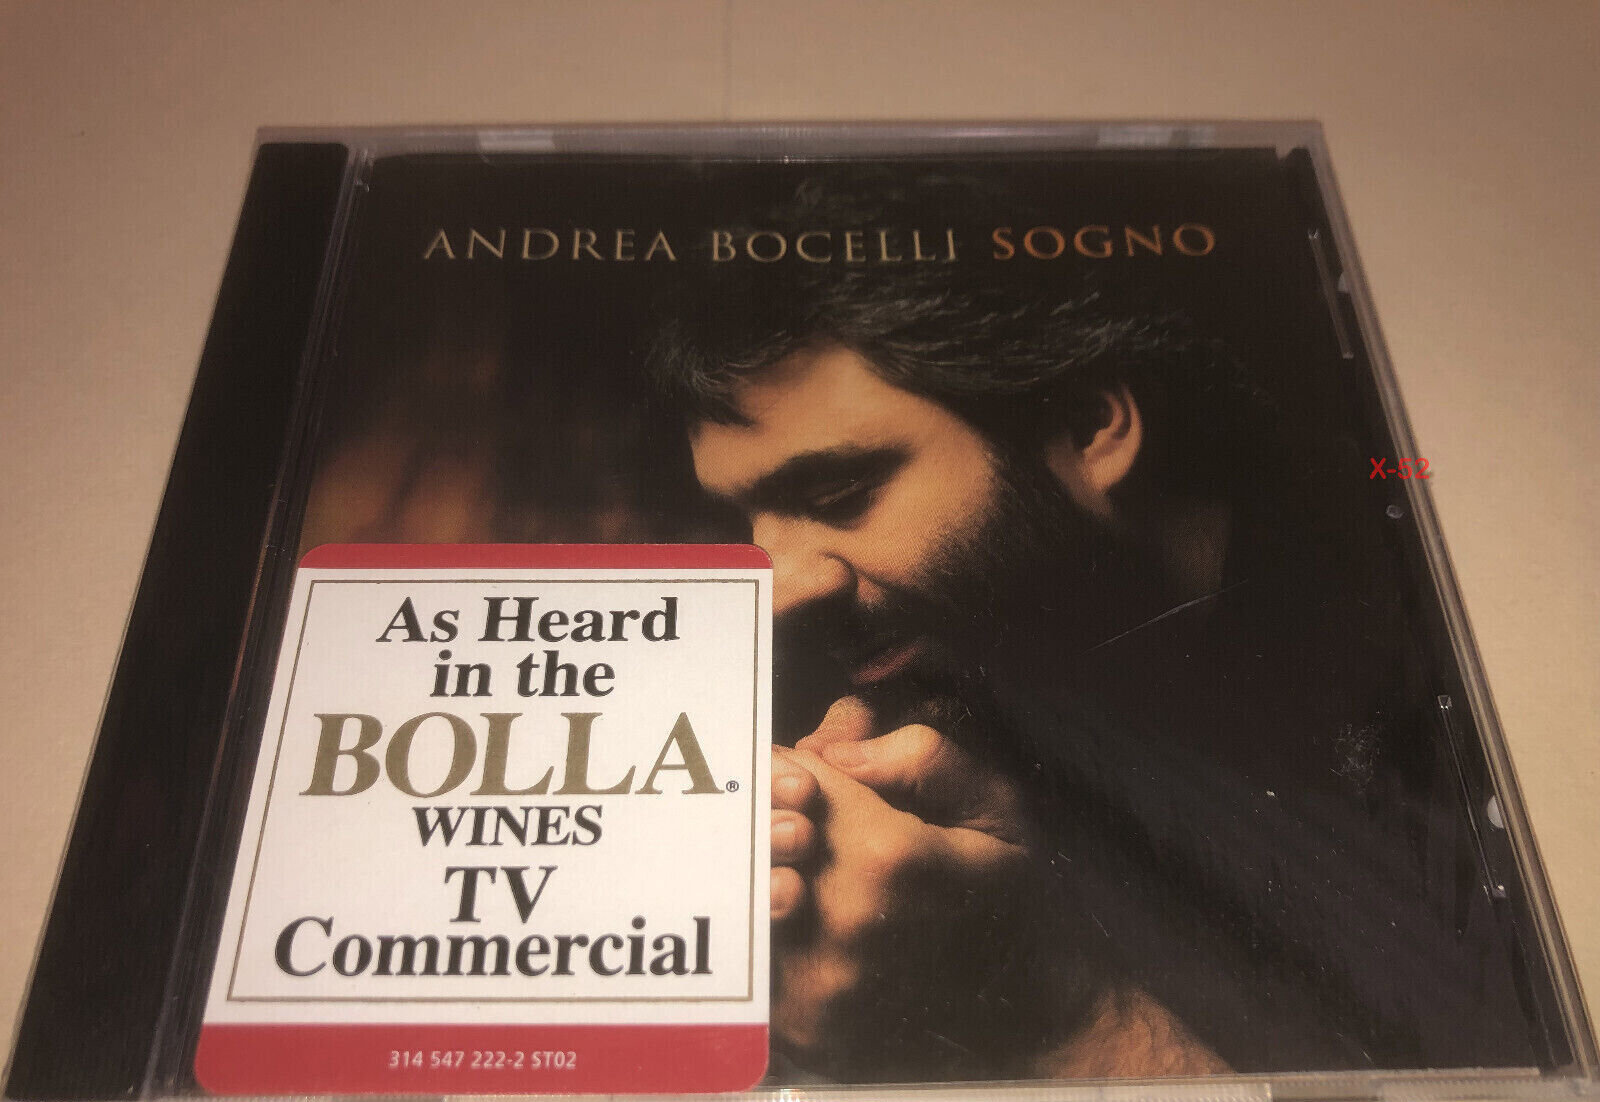 ANDREA BOCELLI SOGNO
X-52
As Heard
in the
BOLLA®
WINES
TV
Commercial
314 547 222-2 ST02